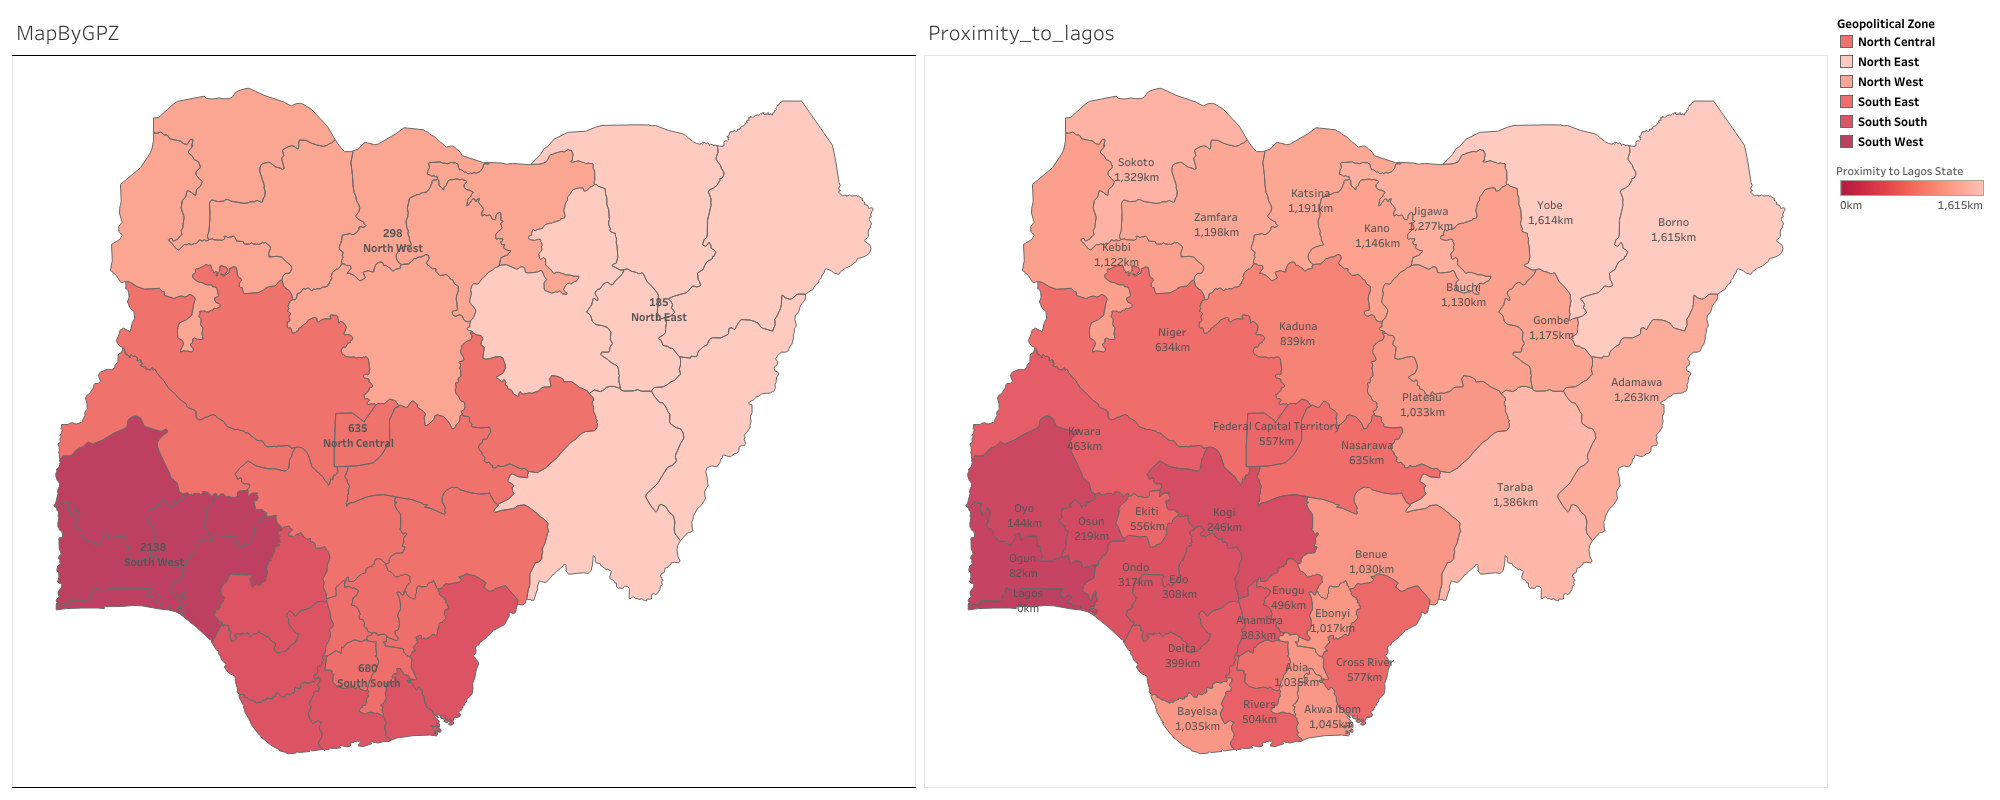 MapByGPZ
298
North West
185
North East
635
North Central
2138
South West
680
South South
Proximity_to_lagos
Sokoto
1,329km
Katsina
1,191km
Zamfara
1,198km
Kano
1,146km
Jigawa
1,277km
Yobe
1,614km
Borno
1,615km
Kebbi
1,122km
Bauchi
1,130km
Gombe
1,175km
Niger
634km
Kaduna
839km
Adamawa
1,263km
Plateau
1,033km
Federal Capital Territory
557km
Kwara
463km
Nasarawa
635km
Taraba
1,386km
Oyo
144km
Osun
219km
Ekiti
556km
Kogi
246km
Ogun
82km
Ondo
317km
Edo
308km
Benue
1,030km
Lagos
0km
Enugu
496km
Ebonyi
1,017km
Anambra
383km
Delta
399km
Abia
1,035km
Cross River
577km
Bayelsa
1,035km
Rivers
504km
Akwa Ibom
1,045km
Geopolitical Zone
North Central
North East
North West
South East
South South
South West
Proximity to Lagos State
0km 1,615km